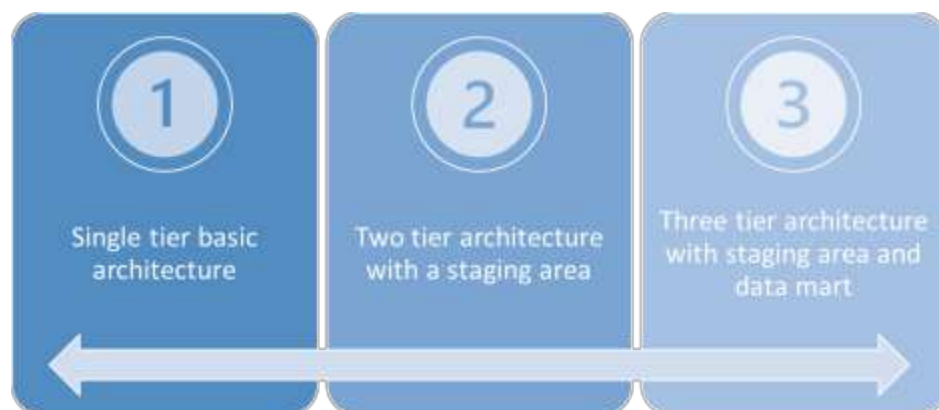 1
Single tier basic
architecture
2
Two tier architecture
with a staging area
3
Three tier architecture
with staging area and
data mart